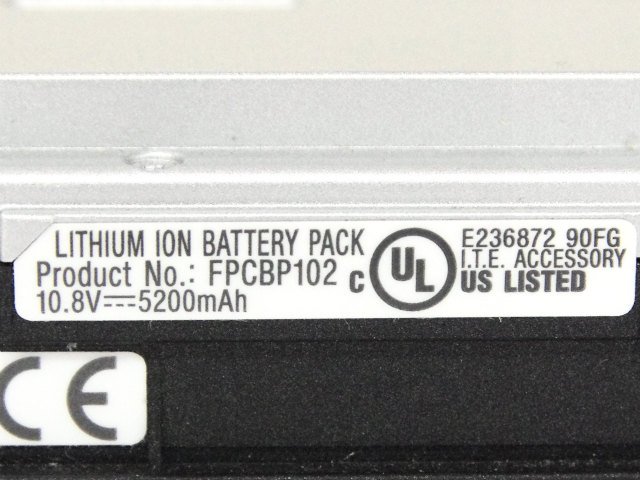 LITHIUM ION BATTERY PACK
Product No.: FPCBP102
10.8V⎓5200mAh
C UL US LISTED
E236872 90FG
I.T.E. ACCESSORY
CE